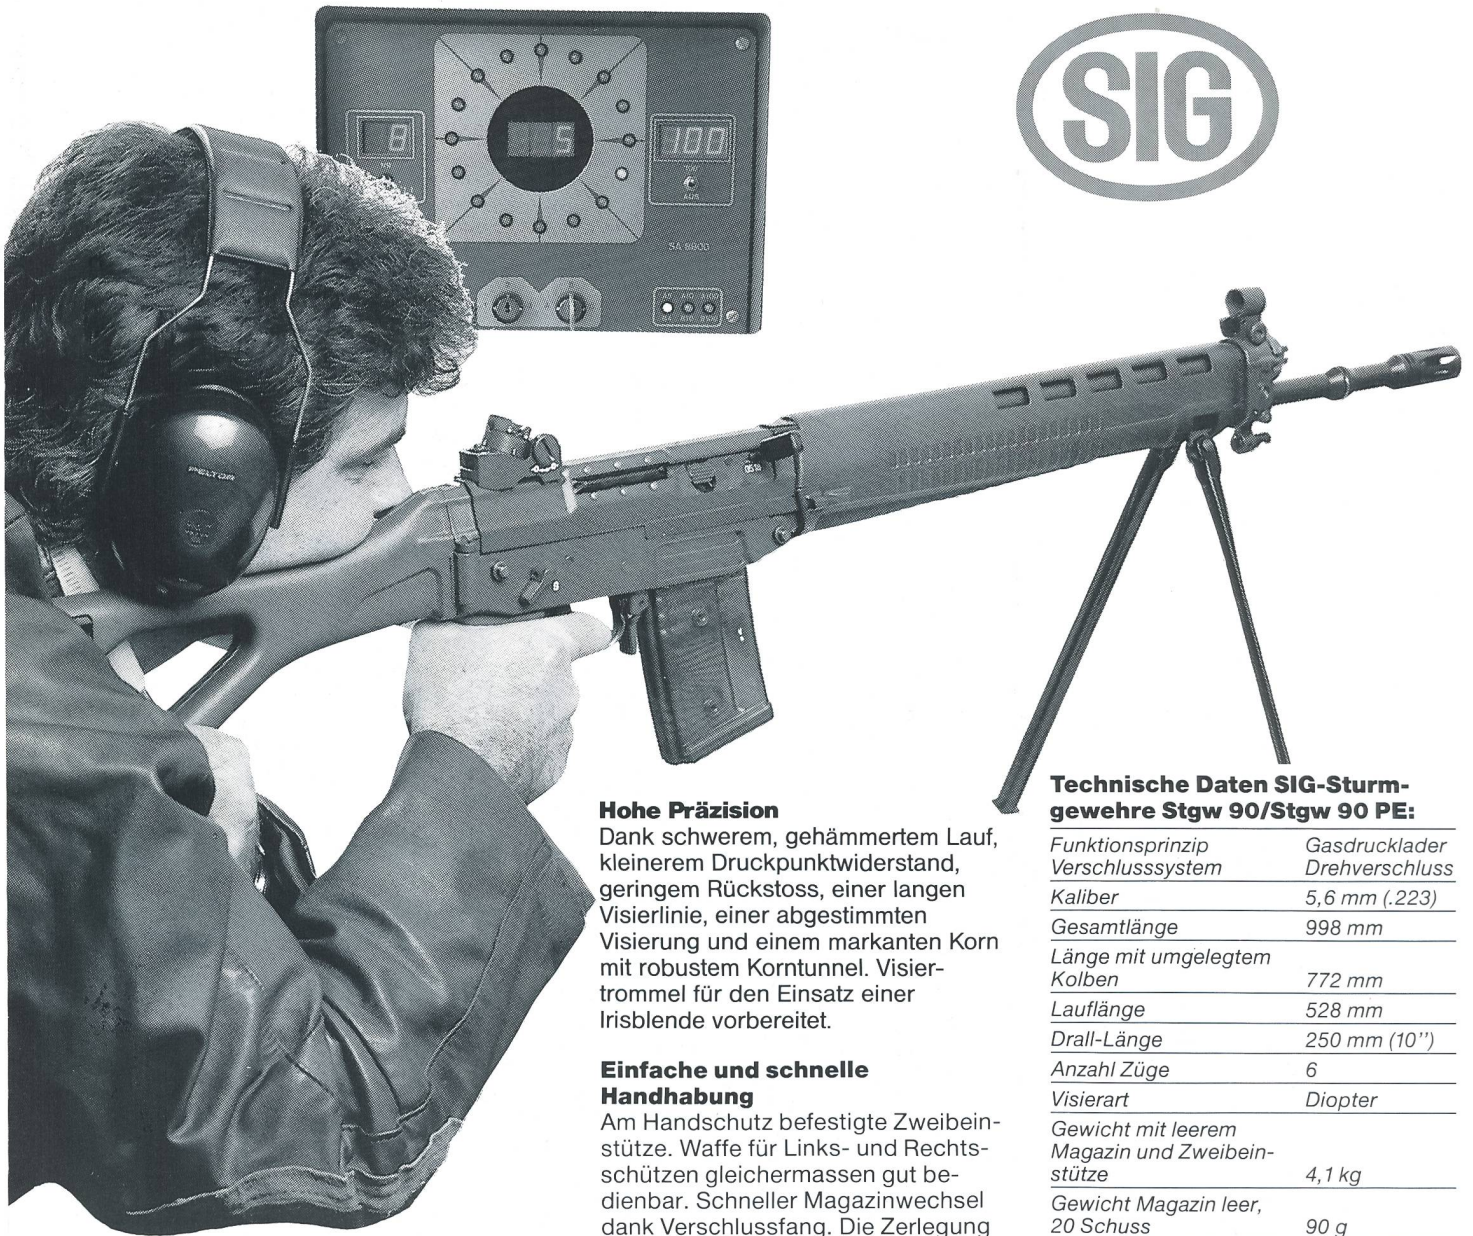 8
5
100
AUS
SA 8800
A5 A10 A100
SIG
PELTOR
0518
S
Hohe Präzision
Dank schwerem, gehämmertem Lauf,
kleinerem Druckpunktwiderstand,
geringem Rückstoss, einer langen
Visierlinie, einer abgestimmten
Visierung und einem markanten Korn
mit robustem Korntunnel. Visier-
trommel für den Einsatz einer
Irisblende vorbereitet.
Einfache und schnelle
Handhabung
Am Handschutz befestigte Zweibein-
stütze. Waffe für Links- und Rechts-
schützen gleichermassen gut be-
dienbar. Schneller Magazinwechsel
dank Verschlussfang. Die Zerlegung
Technische Daten SIG-Sturm-
gewehre Stgw 90/Stgw 90 PE:
Funktionsprinzip Gasdrucklader
Verschlusssystem Drehverschluss
Kaliber 5,6 mm (.223)
Gesamtlänge 998 mm
Länge mit umgelegtem
Kolben 772 mm
Lauflänge 528 mm
Drall-Länge 250 mm (10’’)
Anzahl Züge 6
Visierart Diopter
Gewicht mit leerem
Magazin und Zweibein-
stütze 4,1 kg
Gewicht Magazin leer,
20 Schuss 90 g